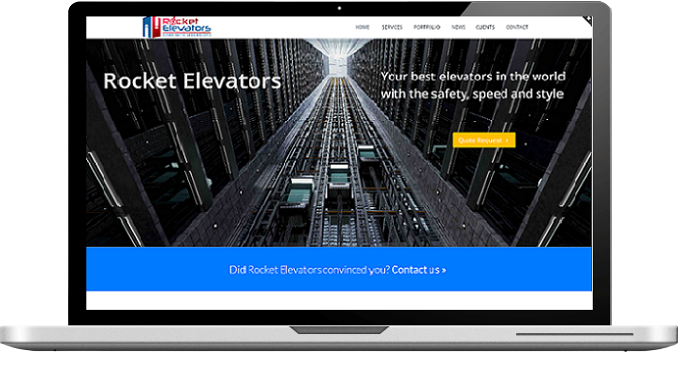 Rocket
Elevators
HOME SERVICES PORTFOLIO NEWS CLIENTS CONTACT
Rocket Elevators
Your best elevators in the world
with the safety, speed and style
Quote Request »
Did Rocket Elevators convinced you? Contact us »